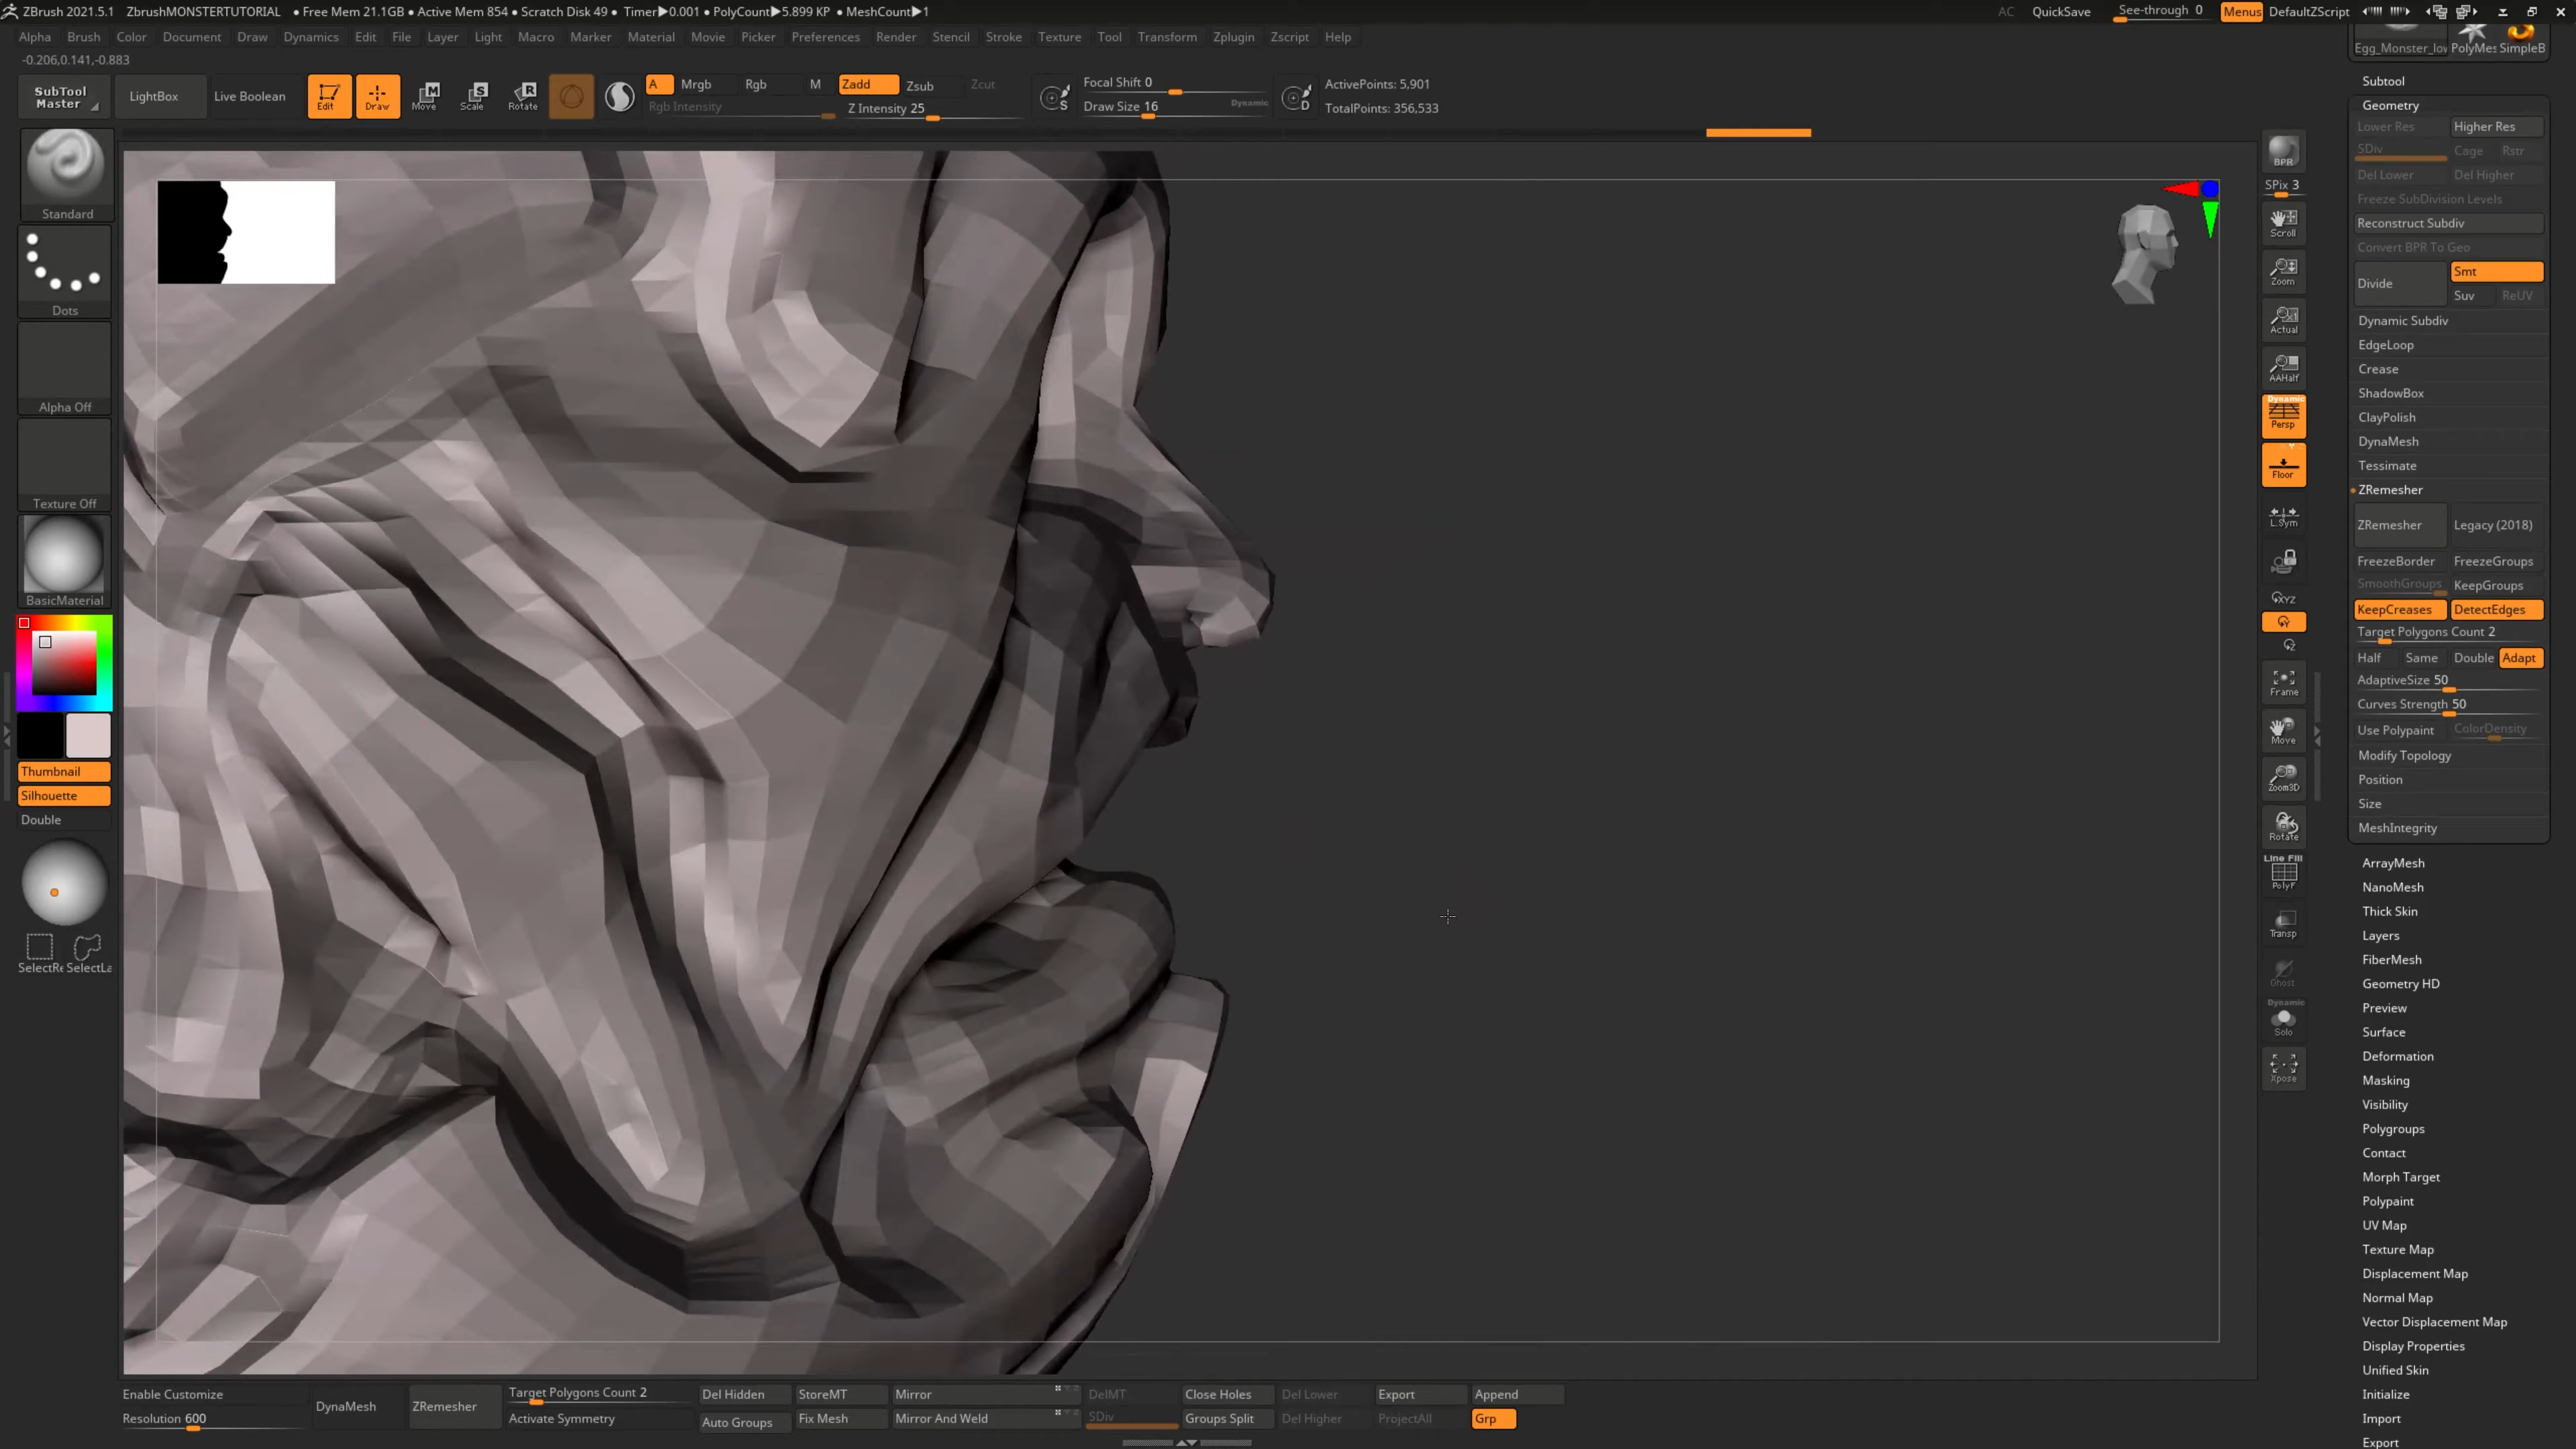 ZBrush 2021.5.1 ZbrushMONSTERTUTORIAL • Free Mem 21.1GB • Active Mem 854 • Scratch Disk 49 • Timer▶0.001 • PolyCount▶5.899 KP • MeshCount▶1 AC QuickSave See-through 0 Menus DefaultZScript
Alpha Brush Color Document Draw Dynamics Edit File Layer Light Macro Marker Material Movie Picker Preferences Render Stencil Stroke Texture Tool Transform Zplugin Zscript Help
-0.206,0.141,-0.883
SubTool Master
LightBox
Live Boolean
Edit
Draw
Move
Scale
Rotate
A Mrgb Rgb M
Rgb Intensity
Zadd Zsub Zcut
Z Intensity 25
Focal Shift 0
Draw Size 16 Dynamic
ActivePoints: 5,901
TotalPoints: 356,533
Standard
Dots
Alpha Off
Texture Off
BasicMaterial
Thumbnail
Silhouette
Double
BPR
SPix 3
Scroll
Zoom
Actual
AAHalf
Dynamic
Persp
Floor
L.Sym
XYZ
Frame
Move
Zoom3D
Rotate
Line Fill
PolyF
Transp
Ghost
Dynamic
Solo
Xpose
PolyMes SimpleB
Subtool
Geometry
Lower Res Higher Res
SDiv Cage Rstr
Del Lower Del Higher
Freeze SubDivision Levels
Reconstruct Subdiv
Convert BPR To Geo
Divide Smt
Suv ReUV
Dynamic Subdiv
EdgeLoop
Crease
ShadowBox
ClayPolish
DynaMesh
Tessimate
ZRemesher
ZRemesher Legacy (2018)
FreezeBorder FreezeGroups
SmoothGroups KeepGroups
KeepCreases DetectEdges
Target Polygons Count 2
Half Same Double Adapt
AdaptiveSize 50
Curves Strength 50
Use Polypaint ColorDensity
Modify Topology
Position
Size
MeshIntegrity
ArrayMesh
NanoMesh
Thick Skin
Layers
FiberMesh
Geometry HD
Preview
Surface
Deformation
Masking
Visibility
Polygroups
Contact
Morph Target
Polypaint
UV Map
Texture Map
Displacement Map
Normal Map
Vector Displacement Map
Display Properties
Unified Skin
Initialize
Import
Export
Enable Customize
Resolution 600
DynaMesh
ZRemesher
Target Polygons Count 2
Activate Symmetry
Del Hidden StoreMT Mirror DelMT Close Holes Del Lower Export Append
Auto Groups Fix Mesh Mirror And Weld SDiv Groups Split Del Higher ProjectAll Grp